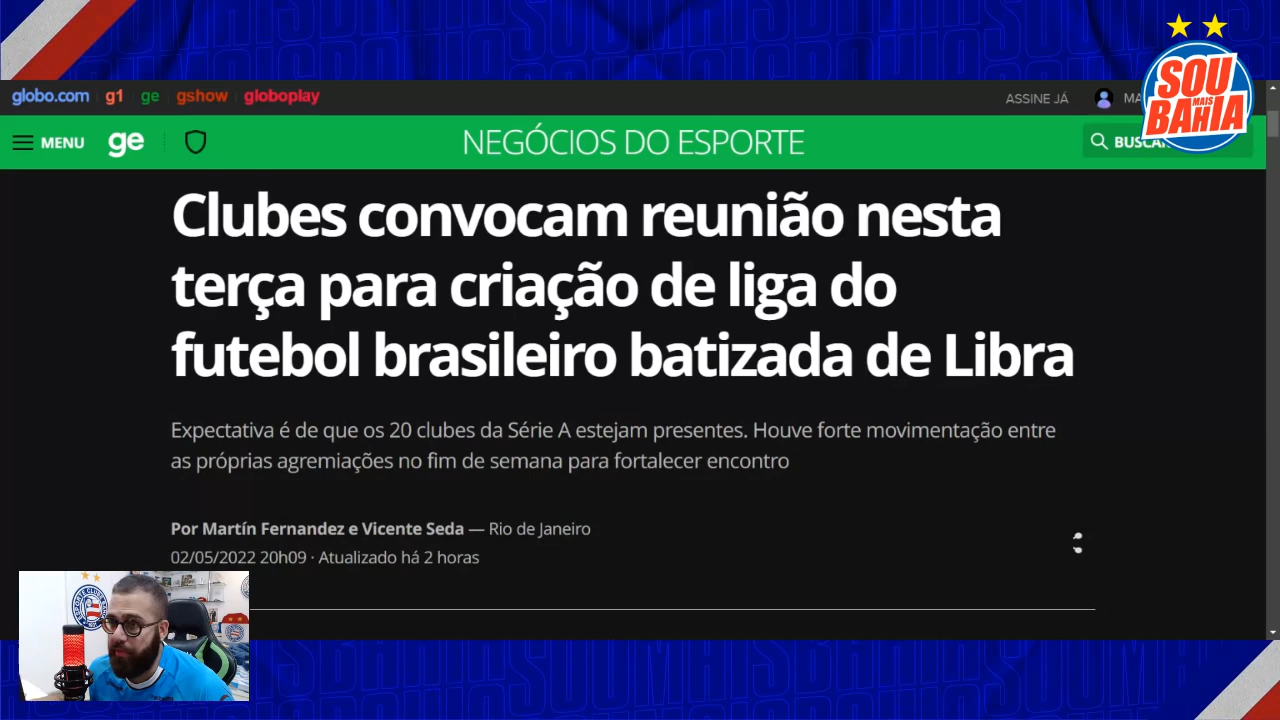 globo.com g1 ge gshow globoplay
ASSINE JÁ
SOU
MAIS
BAHIA
MENU ge
NEGÓCIOS DO ESPORTE
Clubes convocam reunião nesta
terça para criação de liga do
futebol brasileiro batizada de Libra
Expectativa é de que os 20 clubes da Série A estejam presentes. Houve forte movimentação entre
as próprias agremiações no fim de semana para fortalecer encontro
Por Martín Fernandez e Vicente Seda — Rio de Janeiro
02/05/2022 20h09 · Atualizado há 2 horas